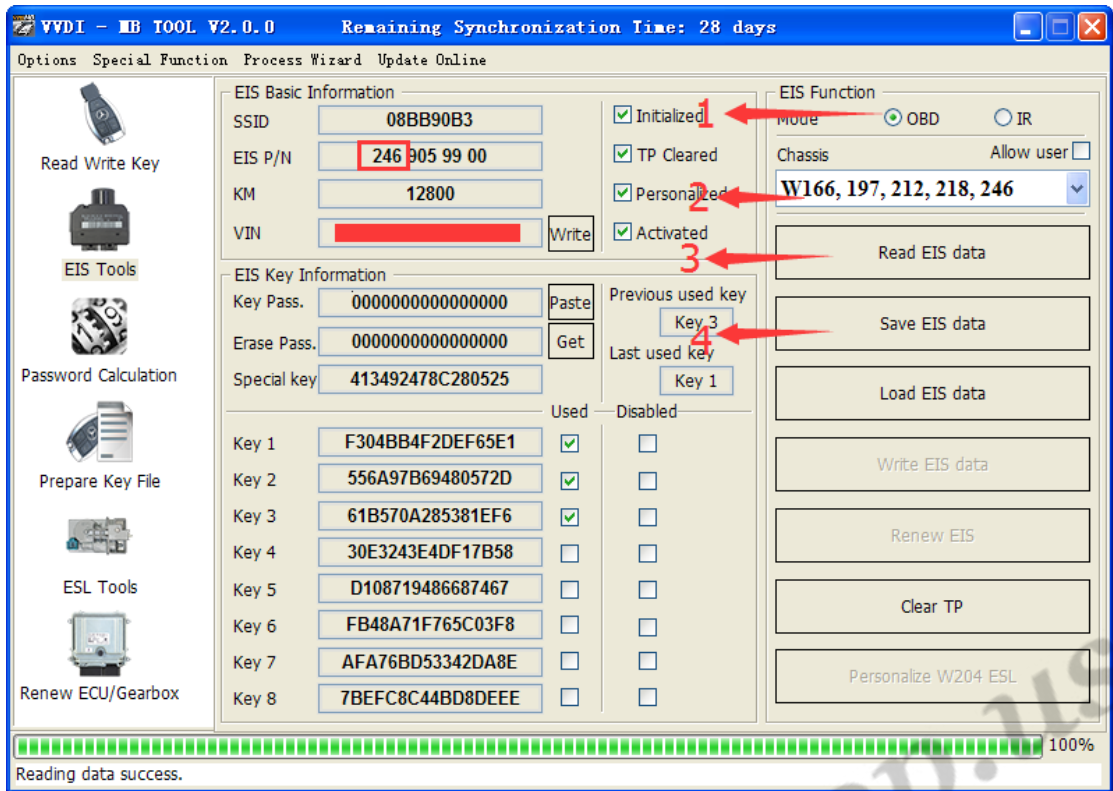 VVDI - MB TOOL V2.0.0 Remaining Synchronization Time: 28 days
Options Special Function Process Wizard Update Online
Read Write Key
EIS Tools
Password Calculation
Prepare Key File
ESL Tools
Renew ECU/Gearbox
EIS Basic Information
SSID 08BB90B3
EIS P/N 246 905 99 00
KM 12800
VIN Write
Initialized
TP Cleared
Personalized
Activated
1
2
3
4
EIS Key Information
Key Pass. 0000000000000000 Paste
Erase Pass. 0000000000000000 Get
Special key 413492478C280525
Previous used key
Key 3
Last used key
Key 1
Used Disabled
Key 1 F304BB4F2DEF65E1
Key 2 556A97B69480572D
Key 3 61B570A285381EF6
Key 4 30E3243E4DF17B58
Key 5 D108719486687467
Key 6 FB48A71F765C03F8
Key 7 AFA76BD53342DA8E
Key 8 7BEFC8C44BD8DEEE
EIS Function
Mode OBD IR
Chassis Allow user
W166, 197, 212, 218, 246
Read EIS data
Save EIS data
Load EIS data
Write EIS data
Renew EIS
Clear TP
Personalize W204 ESL
100%
Reading data success.